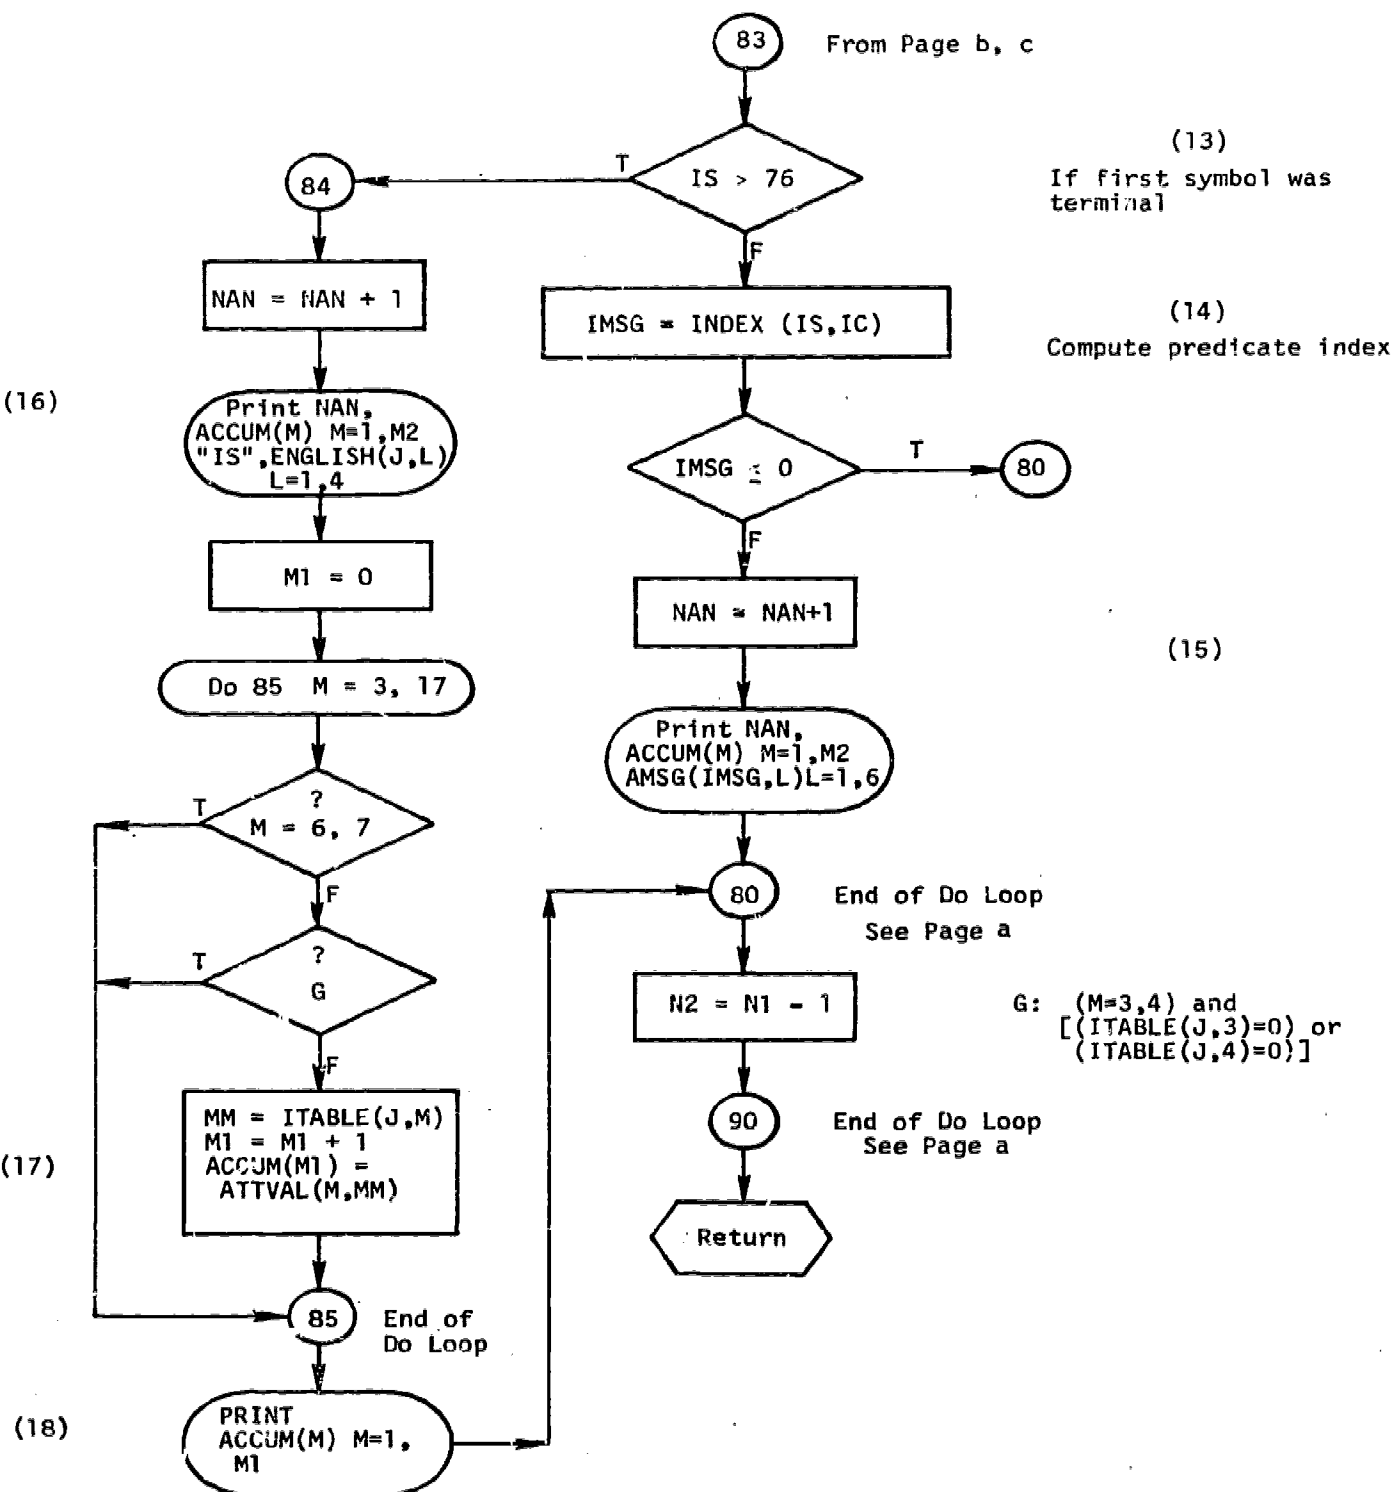 83
From Page b, c
(13)
If first symbol was
terminal
IS > 76
T
F
84
NAN = NAN + 1
IMSG = INDEX (IS,IC)
(14)
Compute predicate index
(16)
Print NAN,
ACCUM(M) M=1,M2
"IS",ENGLISH(J,L)
L=1,4
IMSG ≤ 0
T
80
F
M1 = 0
NAN = NAN+1
(15)
Do 85 M = 3, 17
Print NAN,
ACCUM(M) M=1,M2
AMSG(IMSG,L)L=1,6
?
M = 6, 7
T
F
80
End of Do Loop
See Page a
?
G
T
F
N2 = N1 - 1
G: (M=3,4) and
[(ITABLE(J,3)=0) or
(ITABLE(J,4)=0)]
MM = ITABLE(J,M)
M1 = M1 + 1
ACCUM(M1) =
ATTVAL(M,MM)
(17)
90
End of Do Loop
See Page a
Return
85
End of
Do Loop
(18)
PRINT
ACCUM(M) M=1,
M1